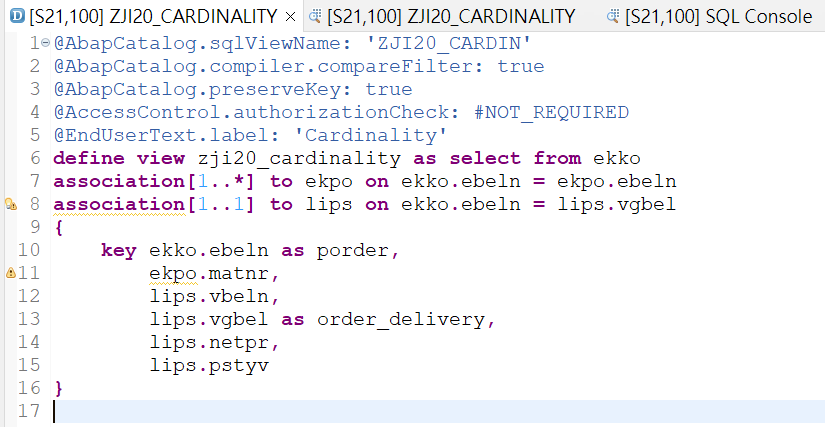 [S21,100] ZJI20_CARDINALITY [S21,100] ZJI20_CARDINALITY [S21,100] SQL Console
1 @AbapCatalog.sqlViewName: 'ZJI20_CARDIN'
2 @AbapCatalog.compiler.compareFilter: true
3 @AbapCatalog.preserveKey: true
4 @AccessControl.authorizationCheck: #NOT_REQUIRED
5 @EndUserText.label: 'Cardinality'
6 define view zji20_cardinality as select from ekko
7 association[1..*] to ekpo on ekko.ebeln = ekpo.ebeln
8 association[1..1] to lips on ekko.ebeln = lips.vgbel
9 {
10     key ekko.ebeln as porder,
11         ekpo.matnr,
12         lips.vbeln,
13         lips.vgbel as order_delivery,
14         lips.netpr,
15         lips.pstyv
16 }
17